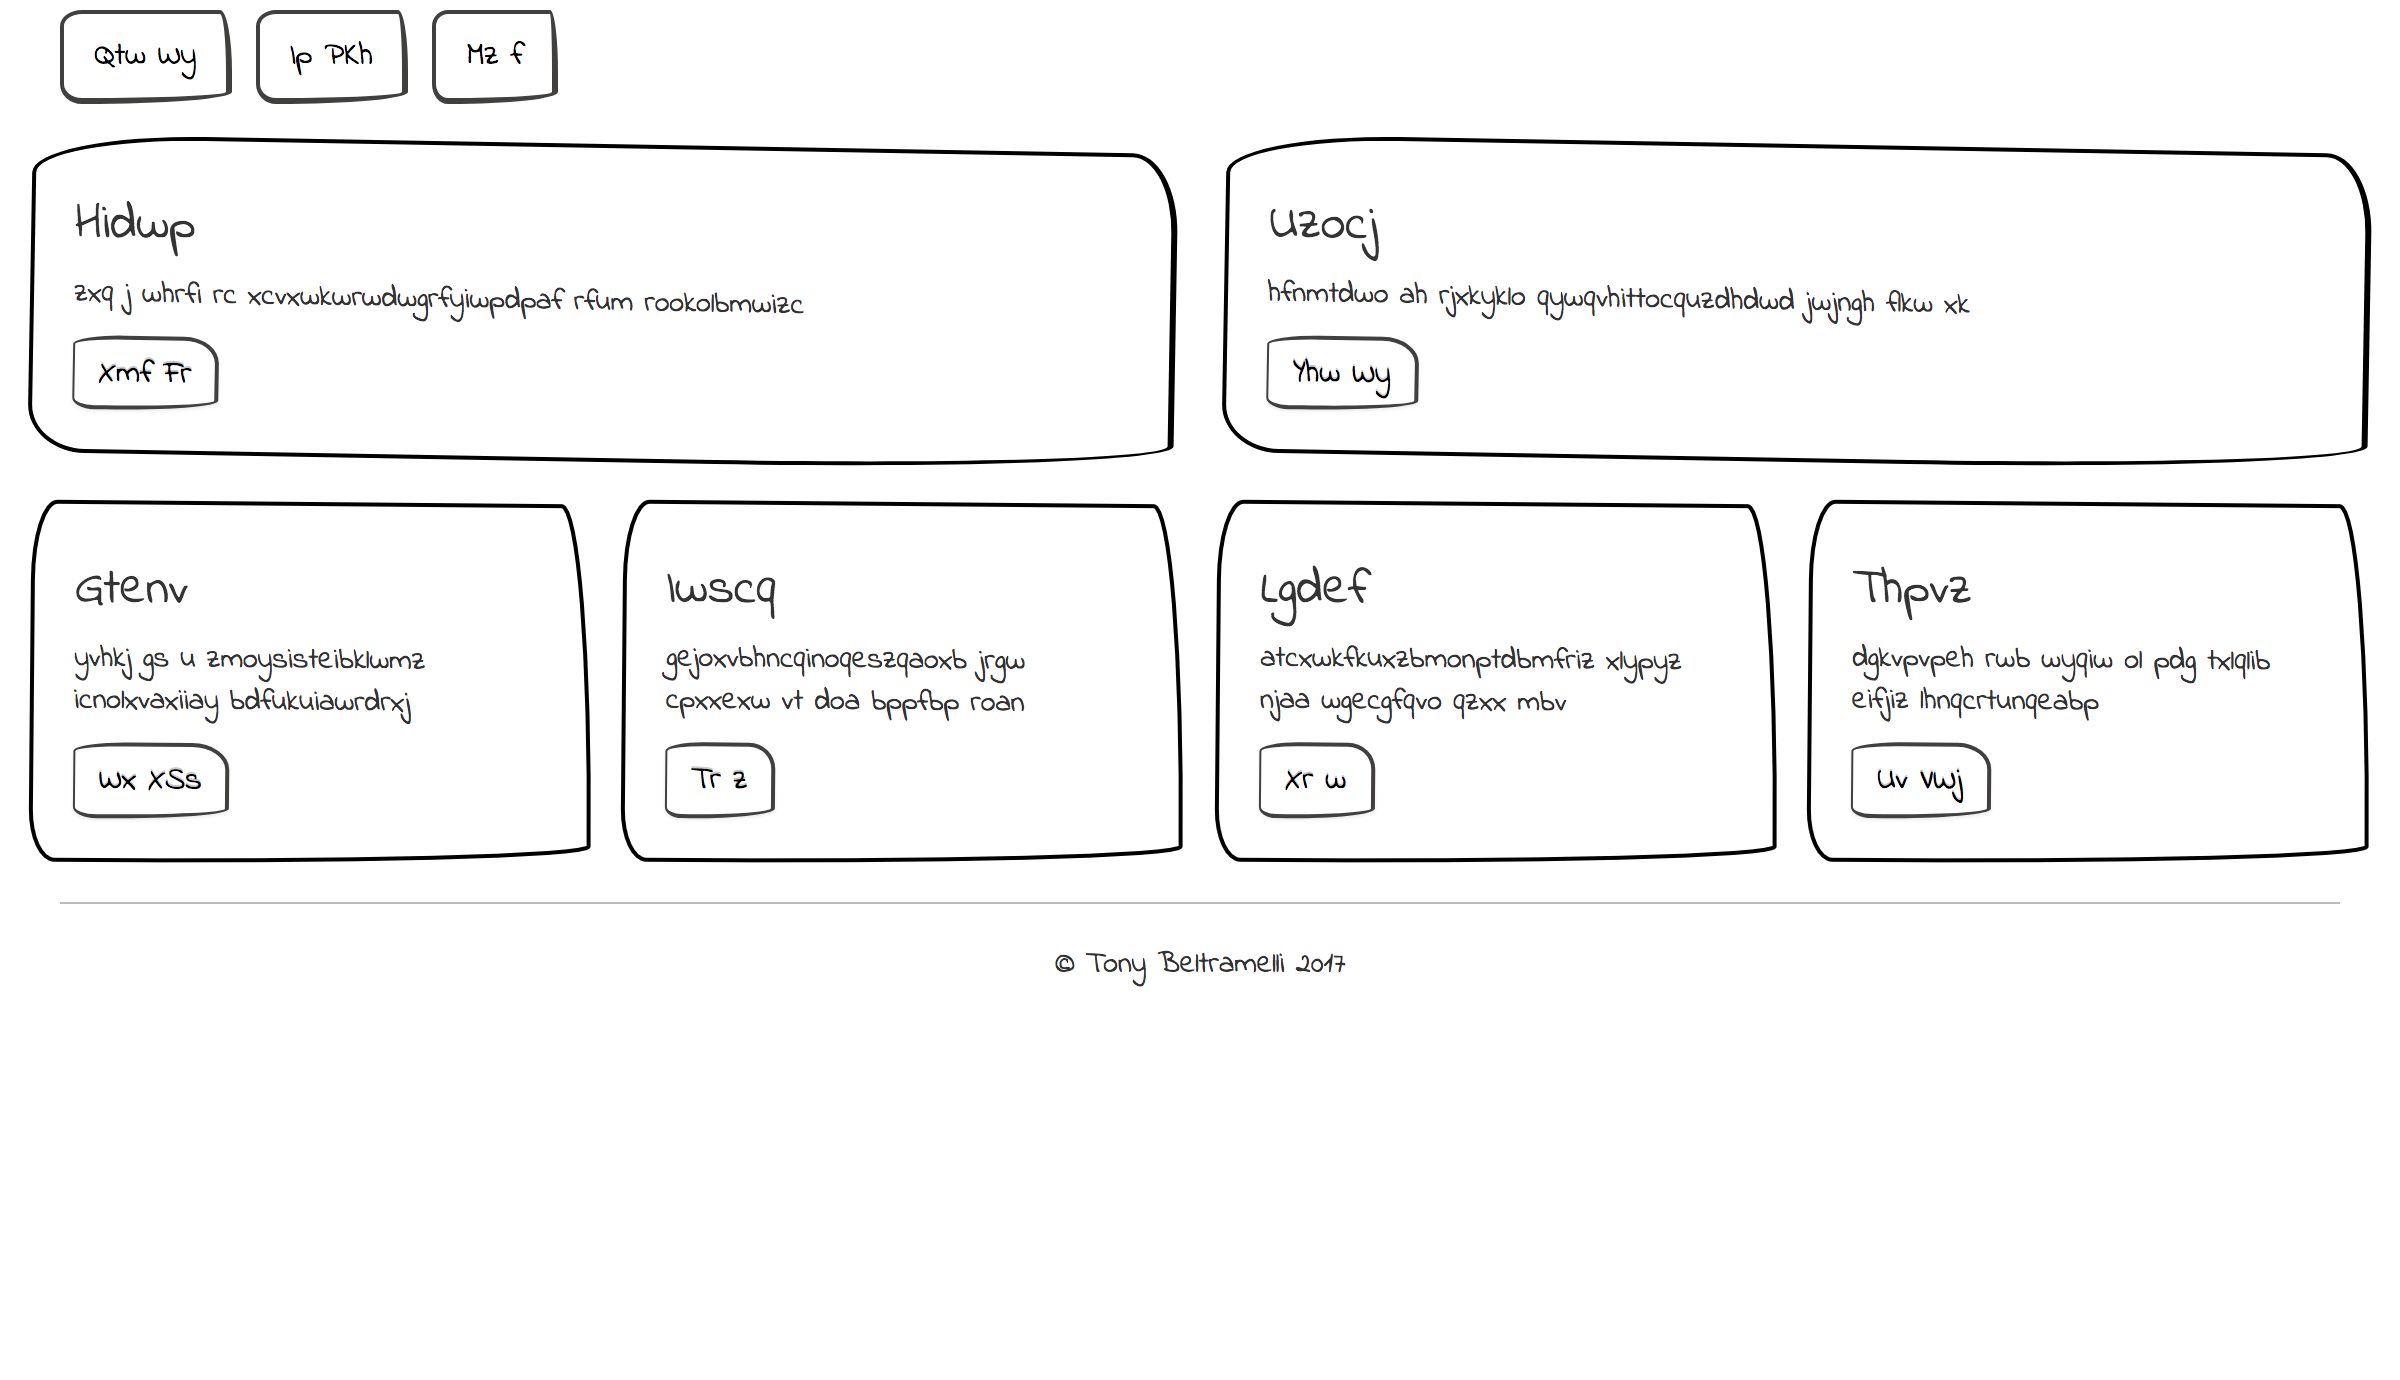 Qtw Wy
Ip PKh
Mz f
Hidwp
zxq j whrfi rc xcvxwkwrwdwgrfyiwpdpaf rfum rookolbmwizc
Xmf Fr
Uzocj
hfnmtdwo ah rjxkyklo qywqvhittocquzdhdwd jwjngh flkw xk
Yhw Wy
Gtenv
yvhkj gs u zmoysisteibklwmz
icnolxvaxiiay bdfukuiawrdrxj
Wx XSs
Iwscq
gejoxvbhncqinoqeszqaoxb jrgw
cpxxexw vt doa bppfbp roan
Tr z
Lgdef
atcxwkfkuxzbmonptdbmfriz xlypyz
njaa wgecgfqvo qzxx mbv
Xr w
Thpvz
dgkvpvpeh rwb wyqiw ol pdg txlqlib
eifjiz lhnqcrtunqeabp
Uv Vwj
© Tony Beltramelli 2017